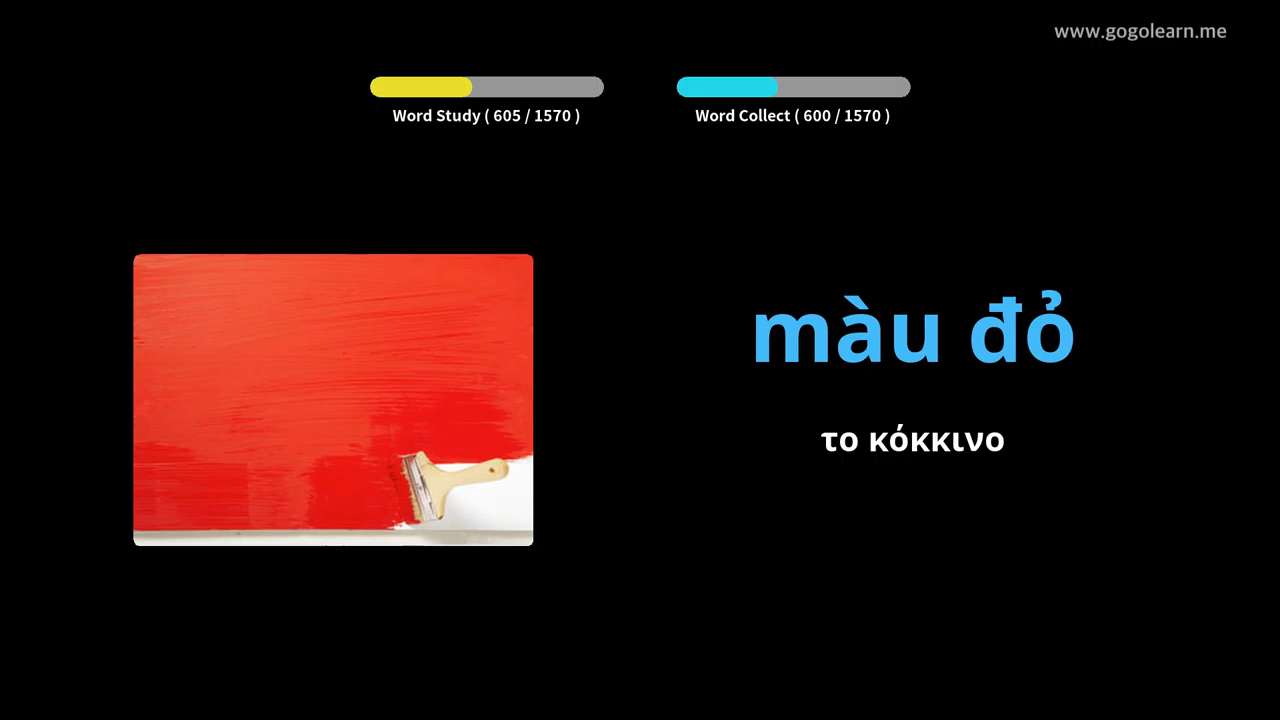 www.gogolearn.me
Word Study ( 605 / 1570 )
Word Collect ( 600 / 1570 )
màu đỏ
το κόκκινο